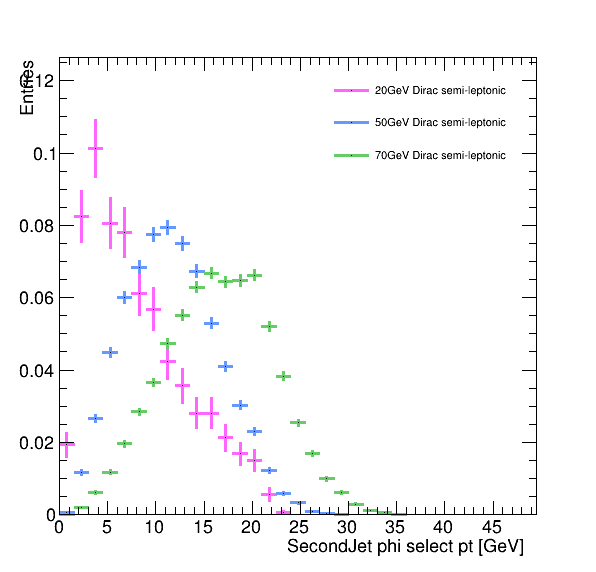 Entries
0.12
0.1
0.08
0.06
0.04
0.02
0
20GeV Dirac semi-leptonic
50GeV Dirac semi-leptonic
70GeV Dirac semi-leptonic
0 5 10 15 20 25 30 35 40 45
SecondJet phi select pt [GeV]